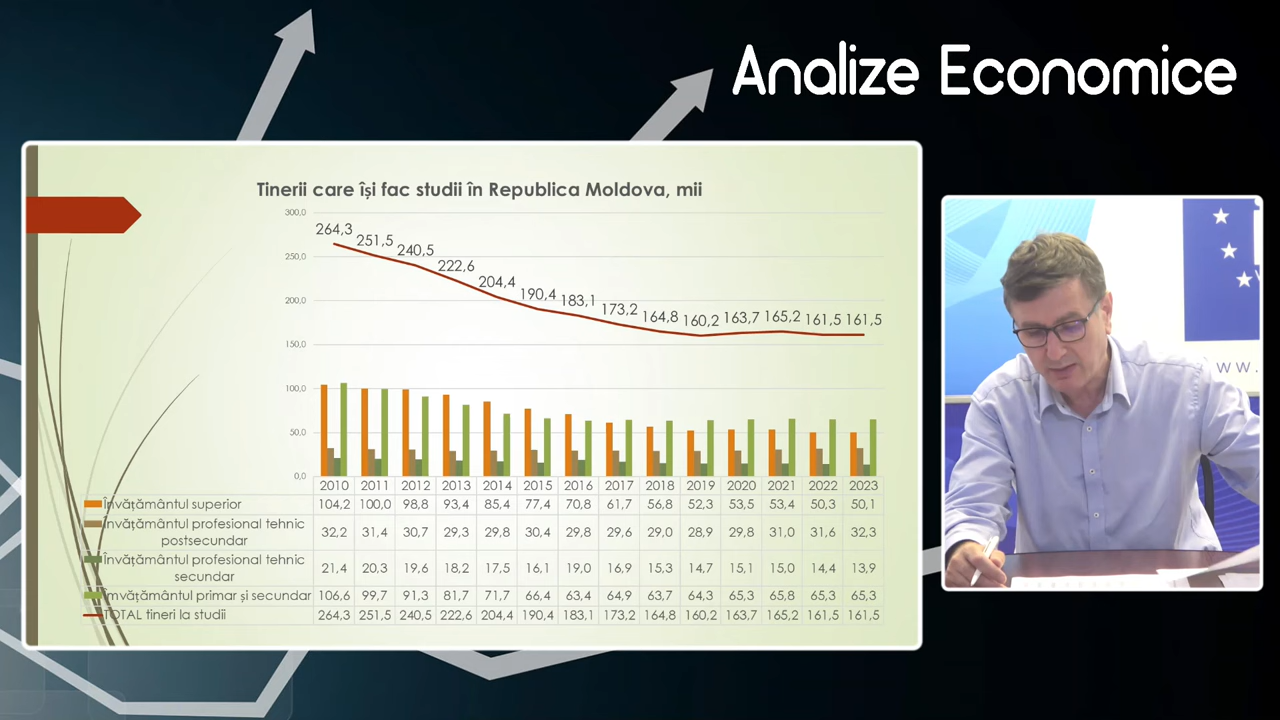 Analize Economice
Tinerii care își fac studii în Republica Moldova, mii
300,0
250,0
200,0
150,0
100,0
50,0
0,0
264,3 251,5 240,5 222,6 204,4 190,4 183,1 173,2 164,8 160,2 163,7 165,2 161,5 161,5
2010 2011 2012 2013 2014 2015 2016 2017 2018 2019 2020 2021 2022 2023
Învățământul superior 104,2 100,0 98,8 93,4 85,4 77,4 70,8 61,7 56,8 52,3 53,5 53,4 50,3 50,1
Învățământul profesional tehnic
postsecundar 32,2 31,4 30,7 29,3 29,8 30,4 29,8 29,6 29,0 28,9 29,8 31,0 31,6 32,3
Învățământul profesional tehnic
secundar 21,4 20,3 19,6 18,2 17,5 16,1 19,0 16,9 15,3 14,7 15,1 15,0 14,4 13,9
Îmvățământul primar și secundar 106,6 99,7 91,3 81,7 71,7 66,4 63,4 64,9 63,7 64,3 65,3 65,8 65,3 65,3
TOTAL tineri la studii 264,3 251,5 240,5 222,6 204,4 190,4 183,1 173,2 164,8 160,2 163,7 165,2 161,5 161,5
www.